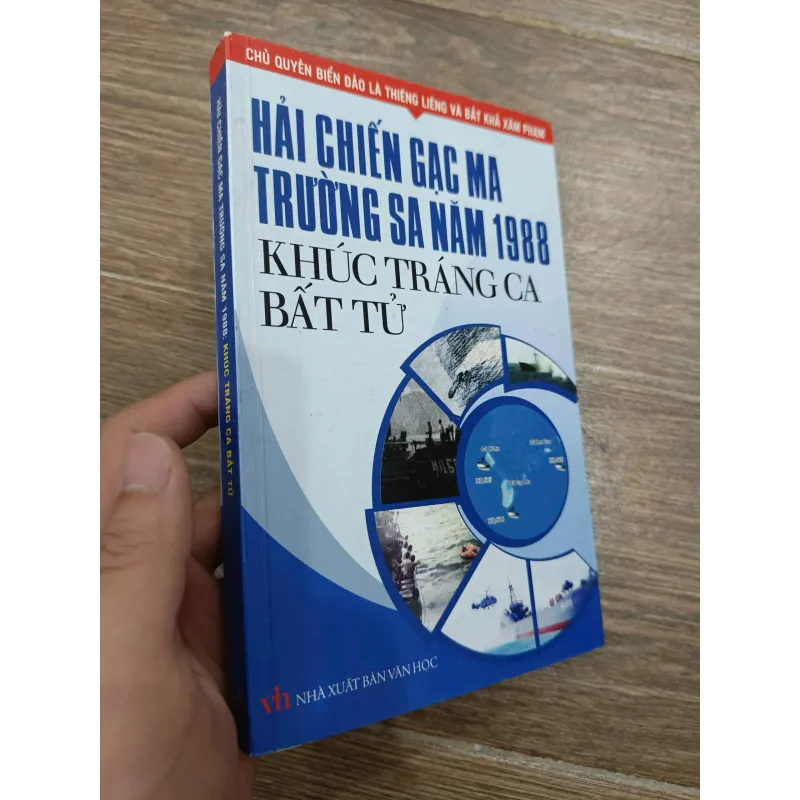 CHỦ QUYỀN BIỂN ĐẢO LÀ THIÊNG LIÊNG VÀ BẤT KHẢ XÂM PHẠM
HẢI CHIẾN GẠC MA
TRƯỜNG SA NĂM 1988
KHÚC TRÁNG CA
BẤT TỬ
HẢI CHIẾN GẠC MA TRƯỜNG SA NĂM 1988: KHÚC TRÁNG CA BẤT TỬ
vh NHÀ XUẤT BẢN VĂN HỌC